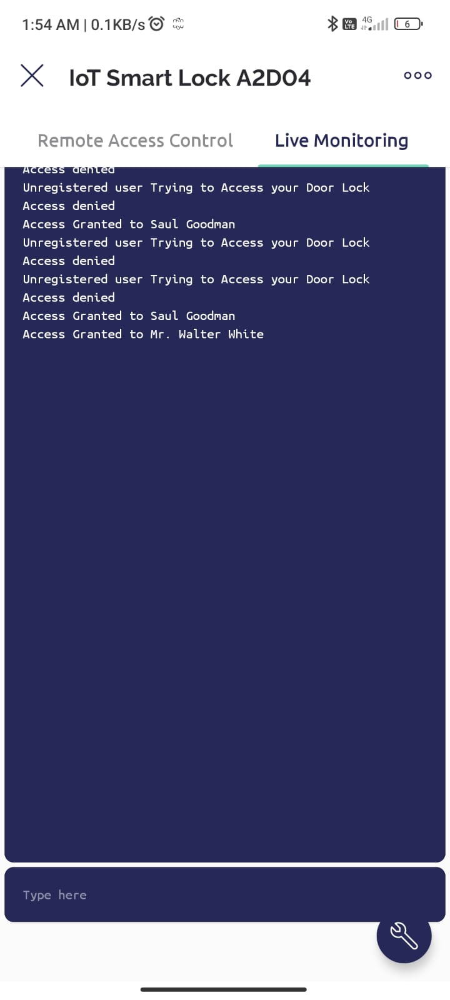 1:54 AM | 0.1KB/s
Vo LTE 4G 6
IoT Smart Lock A2D04
Remote Access Control Live Monitoring
Access denied
Unregistered user Trying to Access your Door Lock
Access denied
Access Granted to Saul Goodman
Unregistered user Trying to Access your Door Lock
Access denied
Unregistered user Trying to Access your Door Lock
Access denied
Access Granted to Saul Goodman
Access Granted to Mr. Walter White
Type here